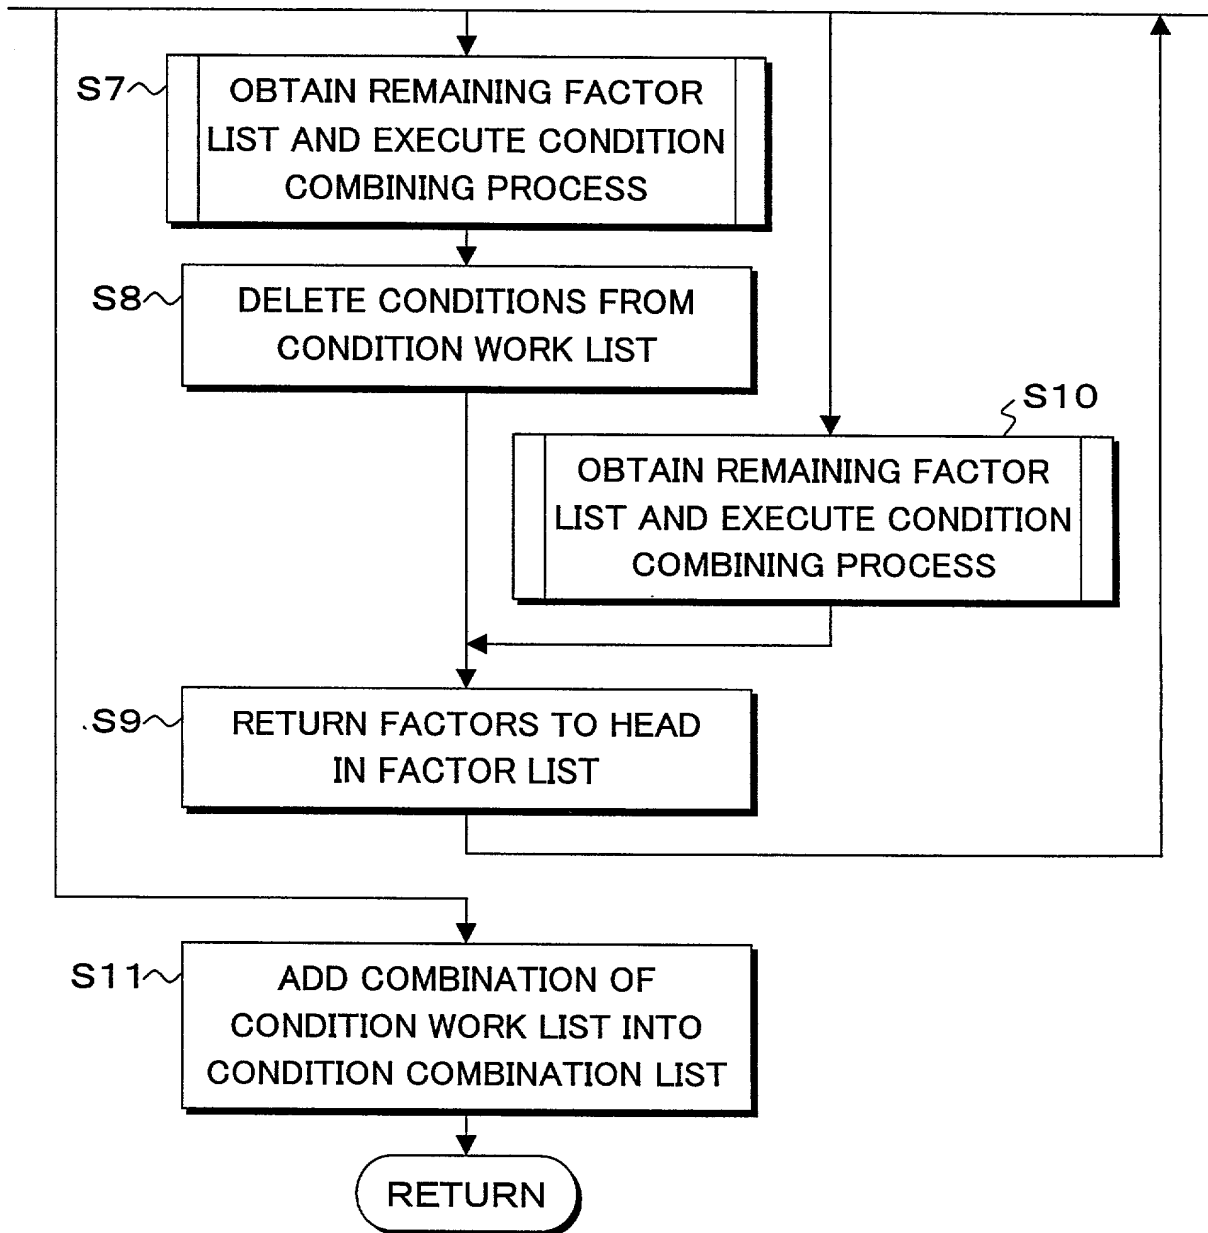 S7
OBTAIN REMAINING FACTOR
LIST AND EXECUTE CONDITION
COMBINING PROCESS
S8
DELETE CONDITIONS FROM
CONDITION WORK LIST
S10
OBTAIN REMAINING FACTOR
LIST AND EXECUTE CONDITION
COMBINING PROCESS
S9
RETURN FACTORS TO HEAD
IN FACTOR LIST
S11
ADD COMBINATION OF
CONDITION WORK LIST INTO
CONDITION COMBINATION LIST
RETURN